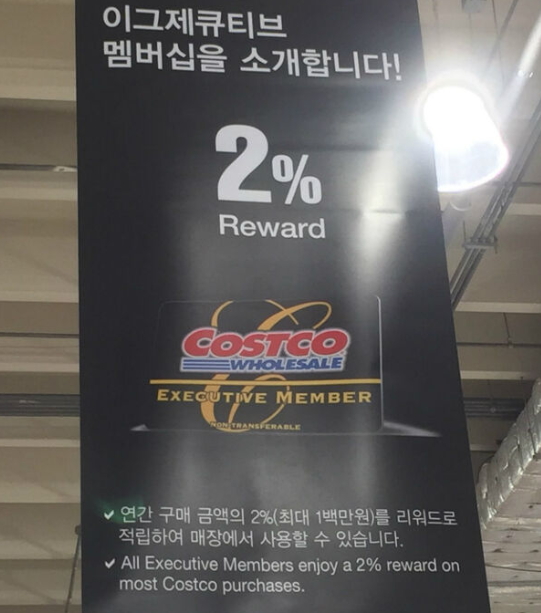 이그제큐티브
멤버십을 소개합니다!
2%
Reward
COSTCO
WHOLESALE
EXECUTIVE MEMBER
NON-TRANSFERABLE
✓ 연간 구매 금액의 2%(최대 1백만원)를 리워드로
적립하여 매장에서 사용할 수 있습니다.
✓ All Executive Members enjoy a 2% reward on
most Costco purchases.